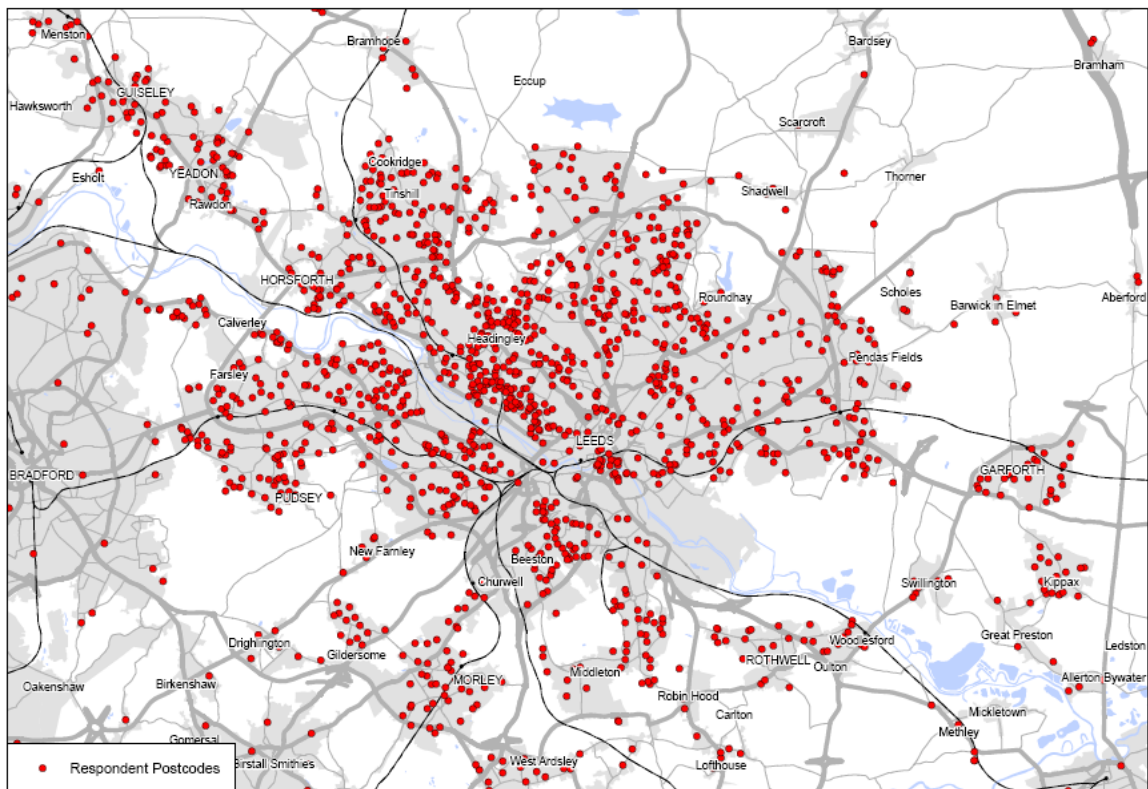 Menston
Bramhope
Bardsey
Bramham
Eccup
GUISELEY
Hawksworth
Scarcroft
Cookridge
Esholt
YEADON
Tinshill
Shadwell
Thorner
Rawdon
HORSFORTH
Roundhay
Scholes
Barwick in Elmet
Aberford
Calverley
Headingley
Pendas Fields
Farsley
LEEDS
BRADFORD
GARFORTH
PUDSEY
New Farnley
Beeston
Churwell
Swillington
Kippax
Drighlington
Gildersome
Woodlesford
Great Preston
Ledston
ROTHWELL
Oulton
Oakenshaw
Birkenshaw
MORLEY
Middleton
Allerton Bywater
Robin Hood
Carlton
Mickletown
Methley
Gomersal
Birstall Smithies
West Ardsley
Lofthouse
Respondent Postcodes